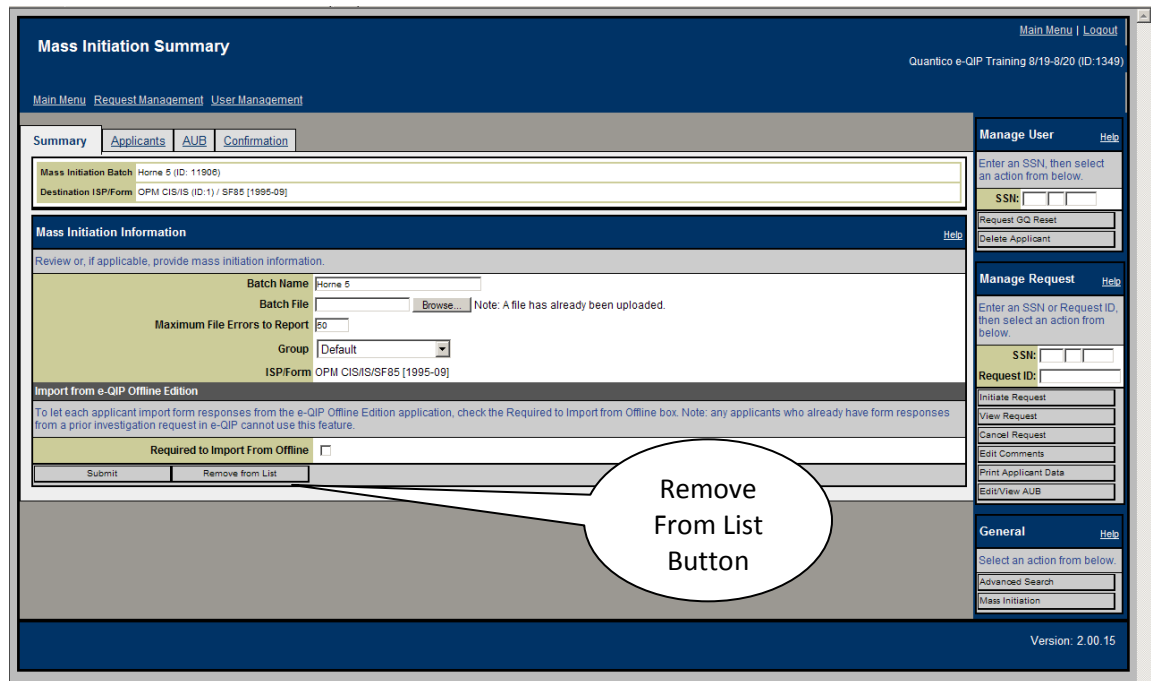 Main Menu | Logout
Mass Initiation Summary
Quantico e-QIP Training 8/19-8/20 (ID:1349)
Main Menu Request Management User Management
Summary Applicants AUB Confirmation
Mass Initiation Batch Horne 5 (ID: 11906)
Destination ISP/Form OPM CIS/IS (ID:1) / SF85 [1995-09]
Mass Initiation Information Help
Review or, if applicable, provide mass initiation information.
Batch Name Horne 5
Batch File Browse... Note: A file has already been uploaded.
Maximum File Errors to Report 50
Group Default
ISP/Form OPM CIS/IS/SF85 [1995-09]
Import from e-QIP Offline Edition
To let each applicant import form responses from the e-QIP Offline Edition application, check the Required to Import from Offline box. Note: any applicants who already have form responses
from a prior investigation request in e-QIP cannot use this feature.
Required to Import From Offline
Submit Remove from List
Remove
From List
Button
Manage User Help
Enter an SSN, then select
an action from below.
SSN:
Request GQ Reset
Delete Applicant
Manage Request Help
Enter an SSN or Request ID,
then select an action from
below.
SSN:
Request ID:
Initiate Request
View Request
Cancel Request
Edit Comments
Print Applicant Data
Edit/View AUB
General Help
Select an action from below.
Advanced Search
Mass Initiation
Version: 2.00.15